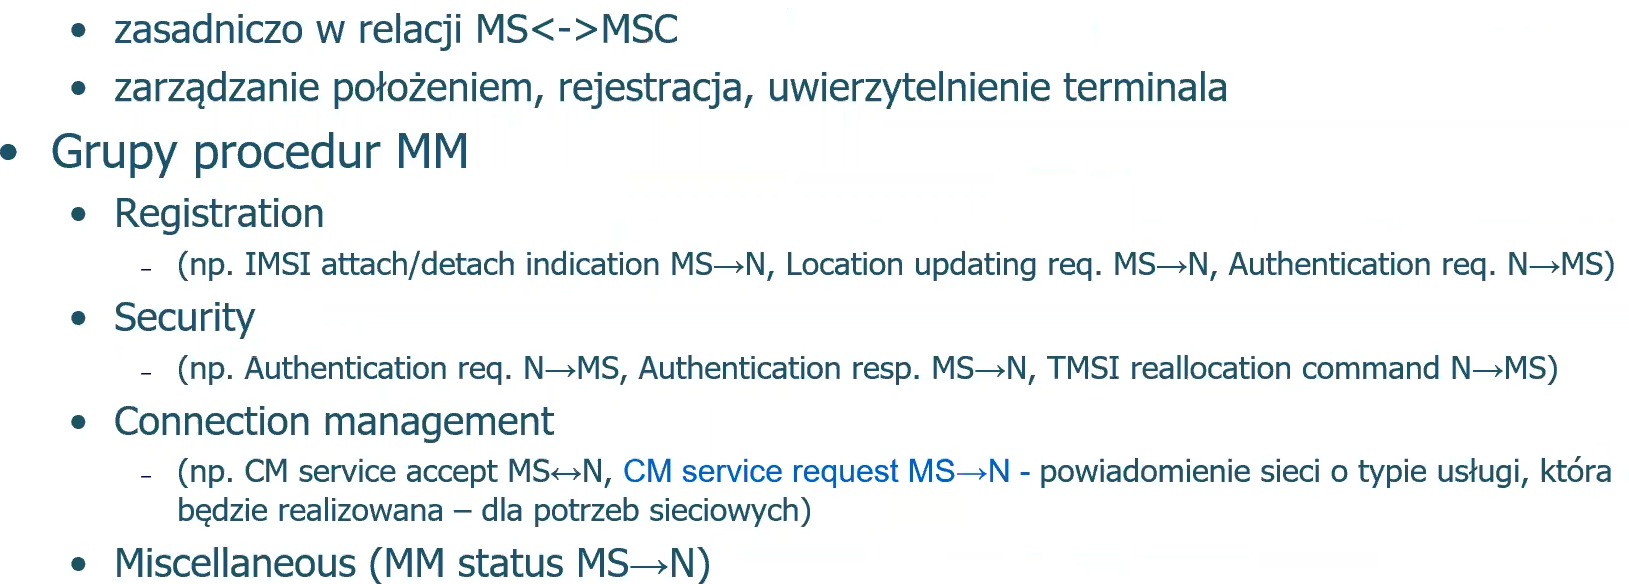 • zasadniczo w relacji MS<->MSC
• zarządzanie położeniem, rejestracja, uwierzytelnienie terminala
• Grupy procedur MM
• Registration
– (np. IMSI attach/detach indication MS→N, Location updating req. MS→N, Authentication req. N→MS)
• Security
– (np. Authentication req. N→MS, Authentication resp. MS→N, TMSI reallocation command N→MS)
• Connection management
– (np. CM service accept MS↔N, CM service request MS→N - powiadomienie sieci o typie usługi, która
będzie realizowana – dla potrzeb sieciowych)
• Miscellaneous (MM status MS→N)